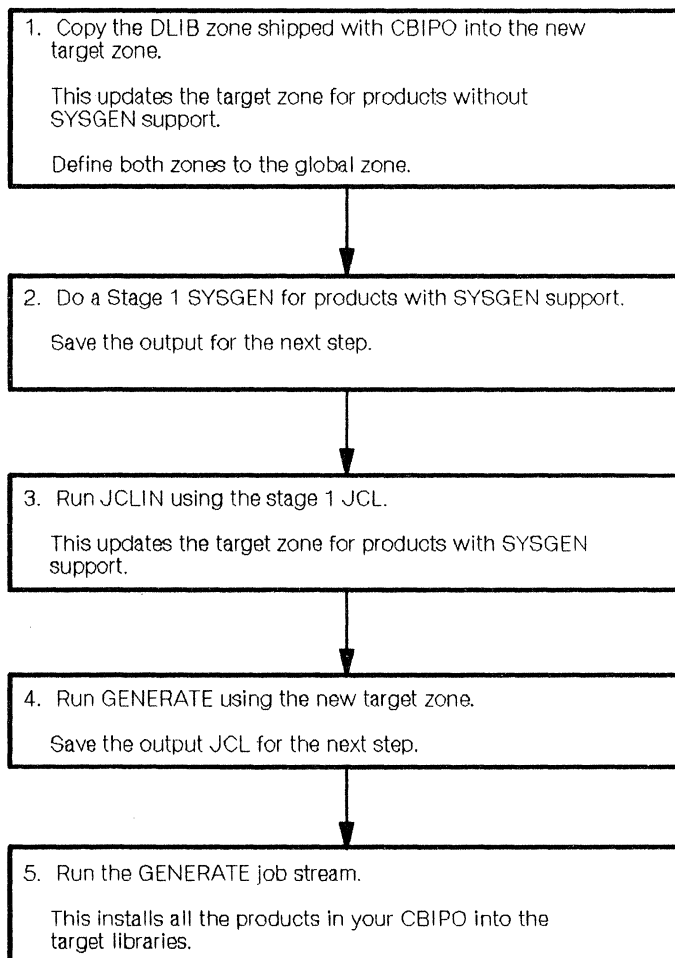 1. Copy the DLIB zone shipped with CBIPO into the new
target zone.
This updates the target zone for products without
SYSGEN support.
Define both zones to the global zone.
2. Do a Stage 1 SYSGEN for products with SYSGEN support.
Save the output for the next step.
3. Run JCLIN using the stage 1 JCL.
This updates the target zone for products with SYSGEN
support.
4. Run GENERATE using the new target zone.
Save the output JCL for the next step.
5. Run the GENERATE job stream.
This installs all the products in your CBIPO into the
target libraries.